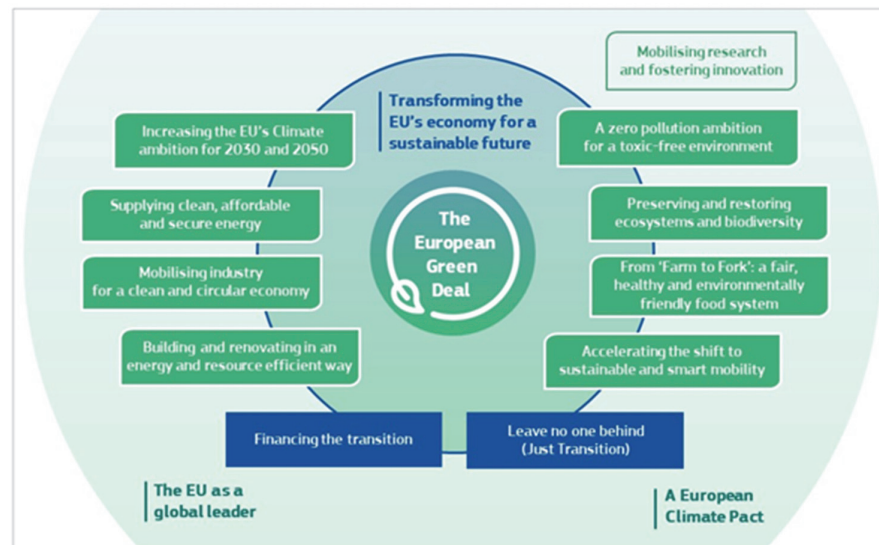 Mobilising research
and fostering innovation
Transforming the
EU's economy for a
sustainable future
Increasing the EU's Climate
ambition for 2030 and 2050
A zero pollution ambition
for a toxic-free environment
Supplying clean, affordable
and secure energy
Preserving and restoring
ecosystems and biodiversity
The
European
Green
Deal
Mobilising industry
for a clean and circular economy
From ‘Farm to Fork’: a fair,
healthy and environmentally
friendly food system
Building and renovating in an
energy and resource efficient way
Accelerating the shift to
sustainable and smart mobility
Financing the transition
Leave no one behind
(Just Transition)
The EU as a
global leader
A European
Climate Pact